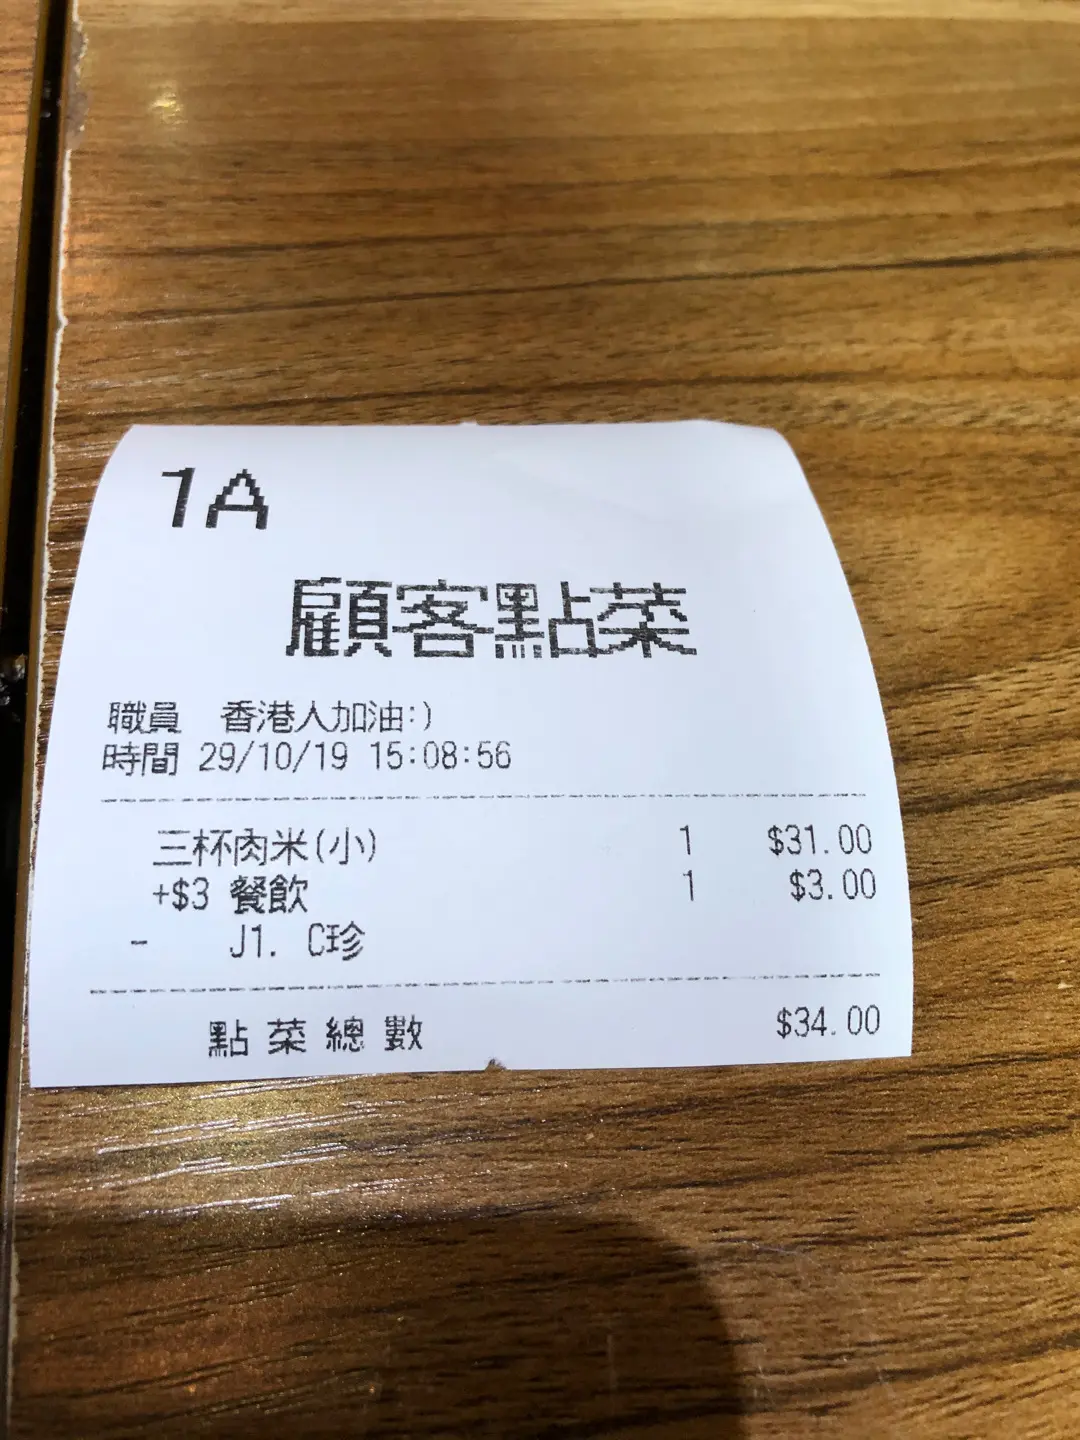 1A
顧客點菜
職員 香港人加油:)
時間 29/10/19 15:08:56
三杯肉米(小) 1 $31.00
+$3 餐飲 1 $3.00
- J1. C珍
點菜總數 $34.00